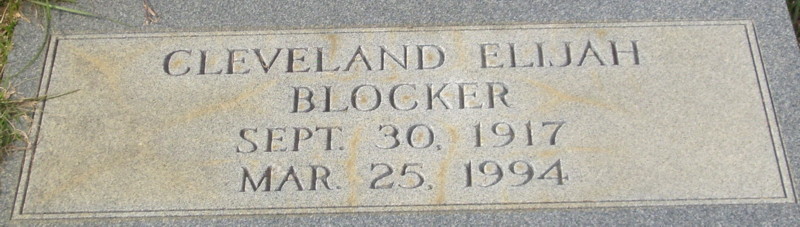 CLEVELAND ELIJAH
BLOCKER
SEPT. 30, 1917
MAR. 25, 1994